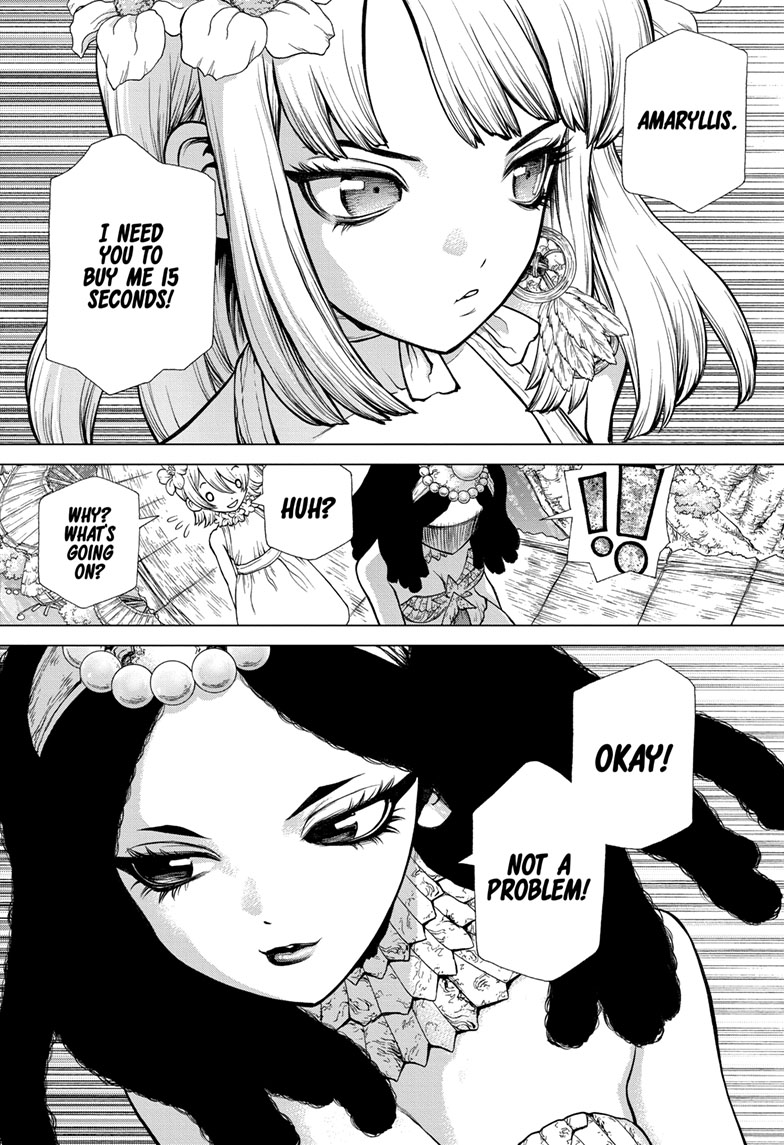 AMARYLLIS.
I NEED
YOU TO
BUY ME 15
SECONDS!
!!
HUH?
WHY?
WHAT'S
GOING
ON?
OKAY!
NOT A
PROBLEM!